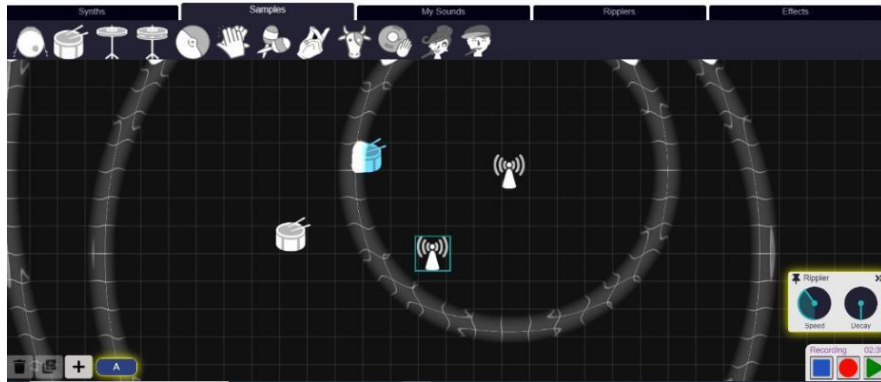 Synths Samples My Sounds Ripplers Effects
Rippler
Speed Decay
A
Recording